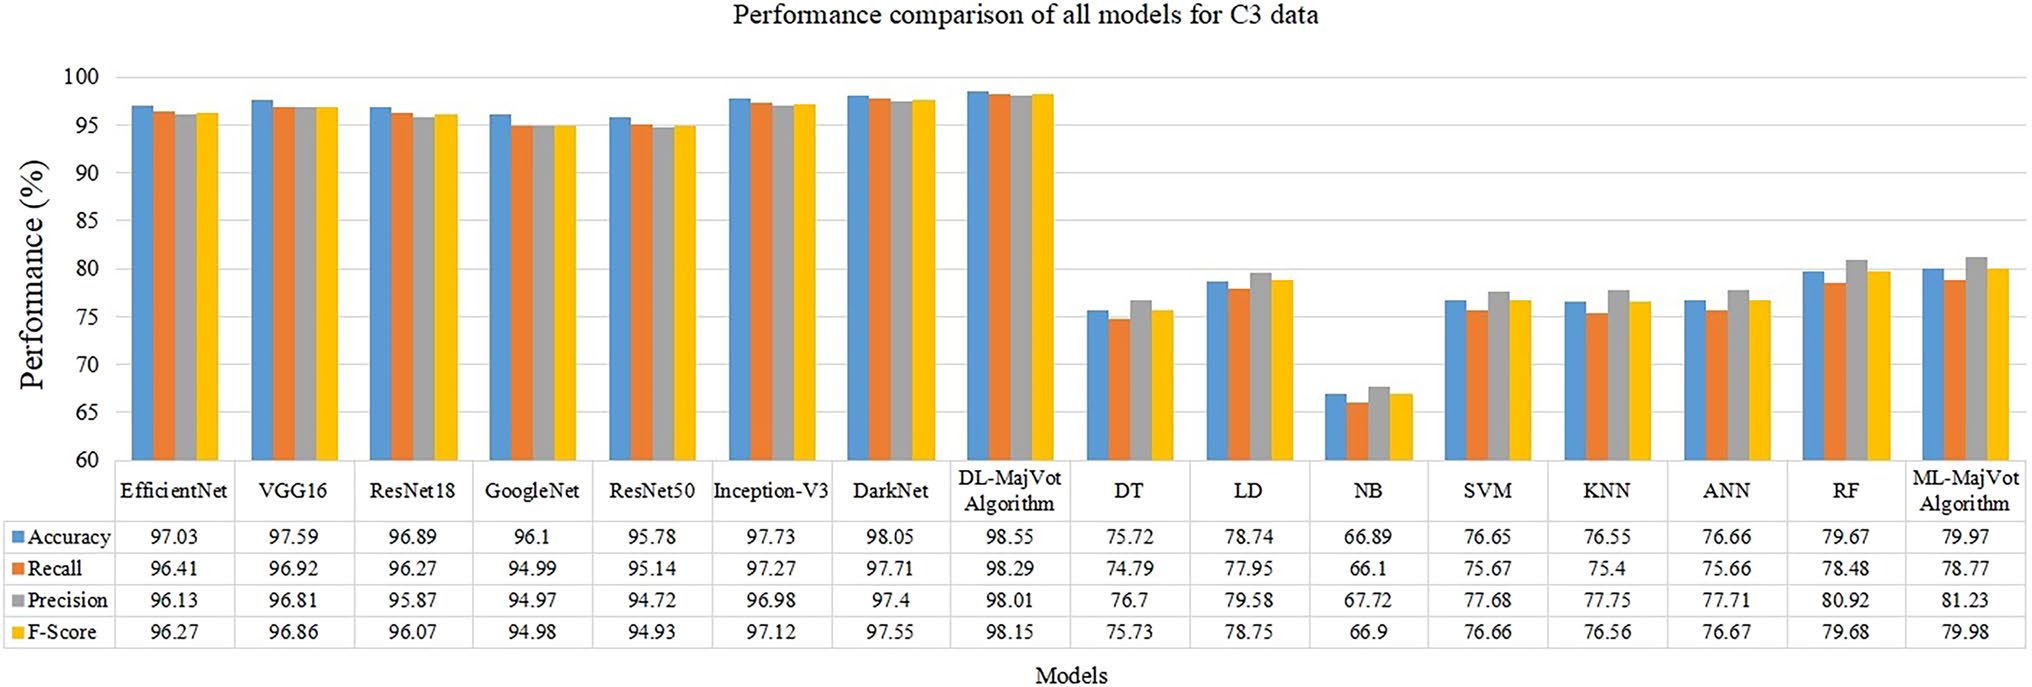 Performance comparison of all models for C3 data
Performance (%)
100
95
90
85
80
75
70
65
60
EfficientNet VGG16 ResNet18 GoogleNet ResNet50 Inception-V3 DarkNet DL-MajVot Algorithm DT LD NB SVM KNN ANN RF ML-MajVot Algorithm
Accuracy 97.03 97.59 96.89 96.1 95.78 97.73 98.05 98.55 75.72 78.74 66.89 76.65 76.55 76.66 79.67 79.97
Recall 96.41 96.92 96.27 94.99 95.14 97.27 97.71 98.29 74.79 77.95 66.1 75.67 75.4 75.66 78.48 78.77
Precision 96.13 96.81 95.87 94.97 94.72 96.98 97.4 98.01 76.7 79.58 67.72 77.68 77.75 77.71 80.92 81.23
F-Score 96.27 96.86 96.07 94.98 94.93 97.12 97.55 98.15 75.73 78.75 66.9 76.66 76.56 76.67 79.68 79.98
Models